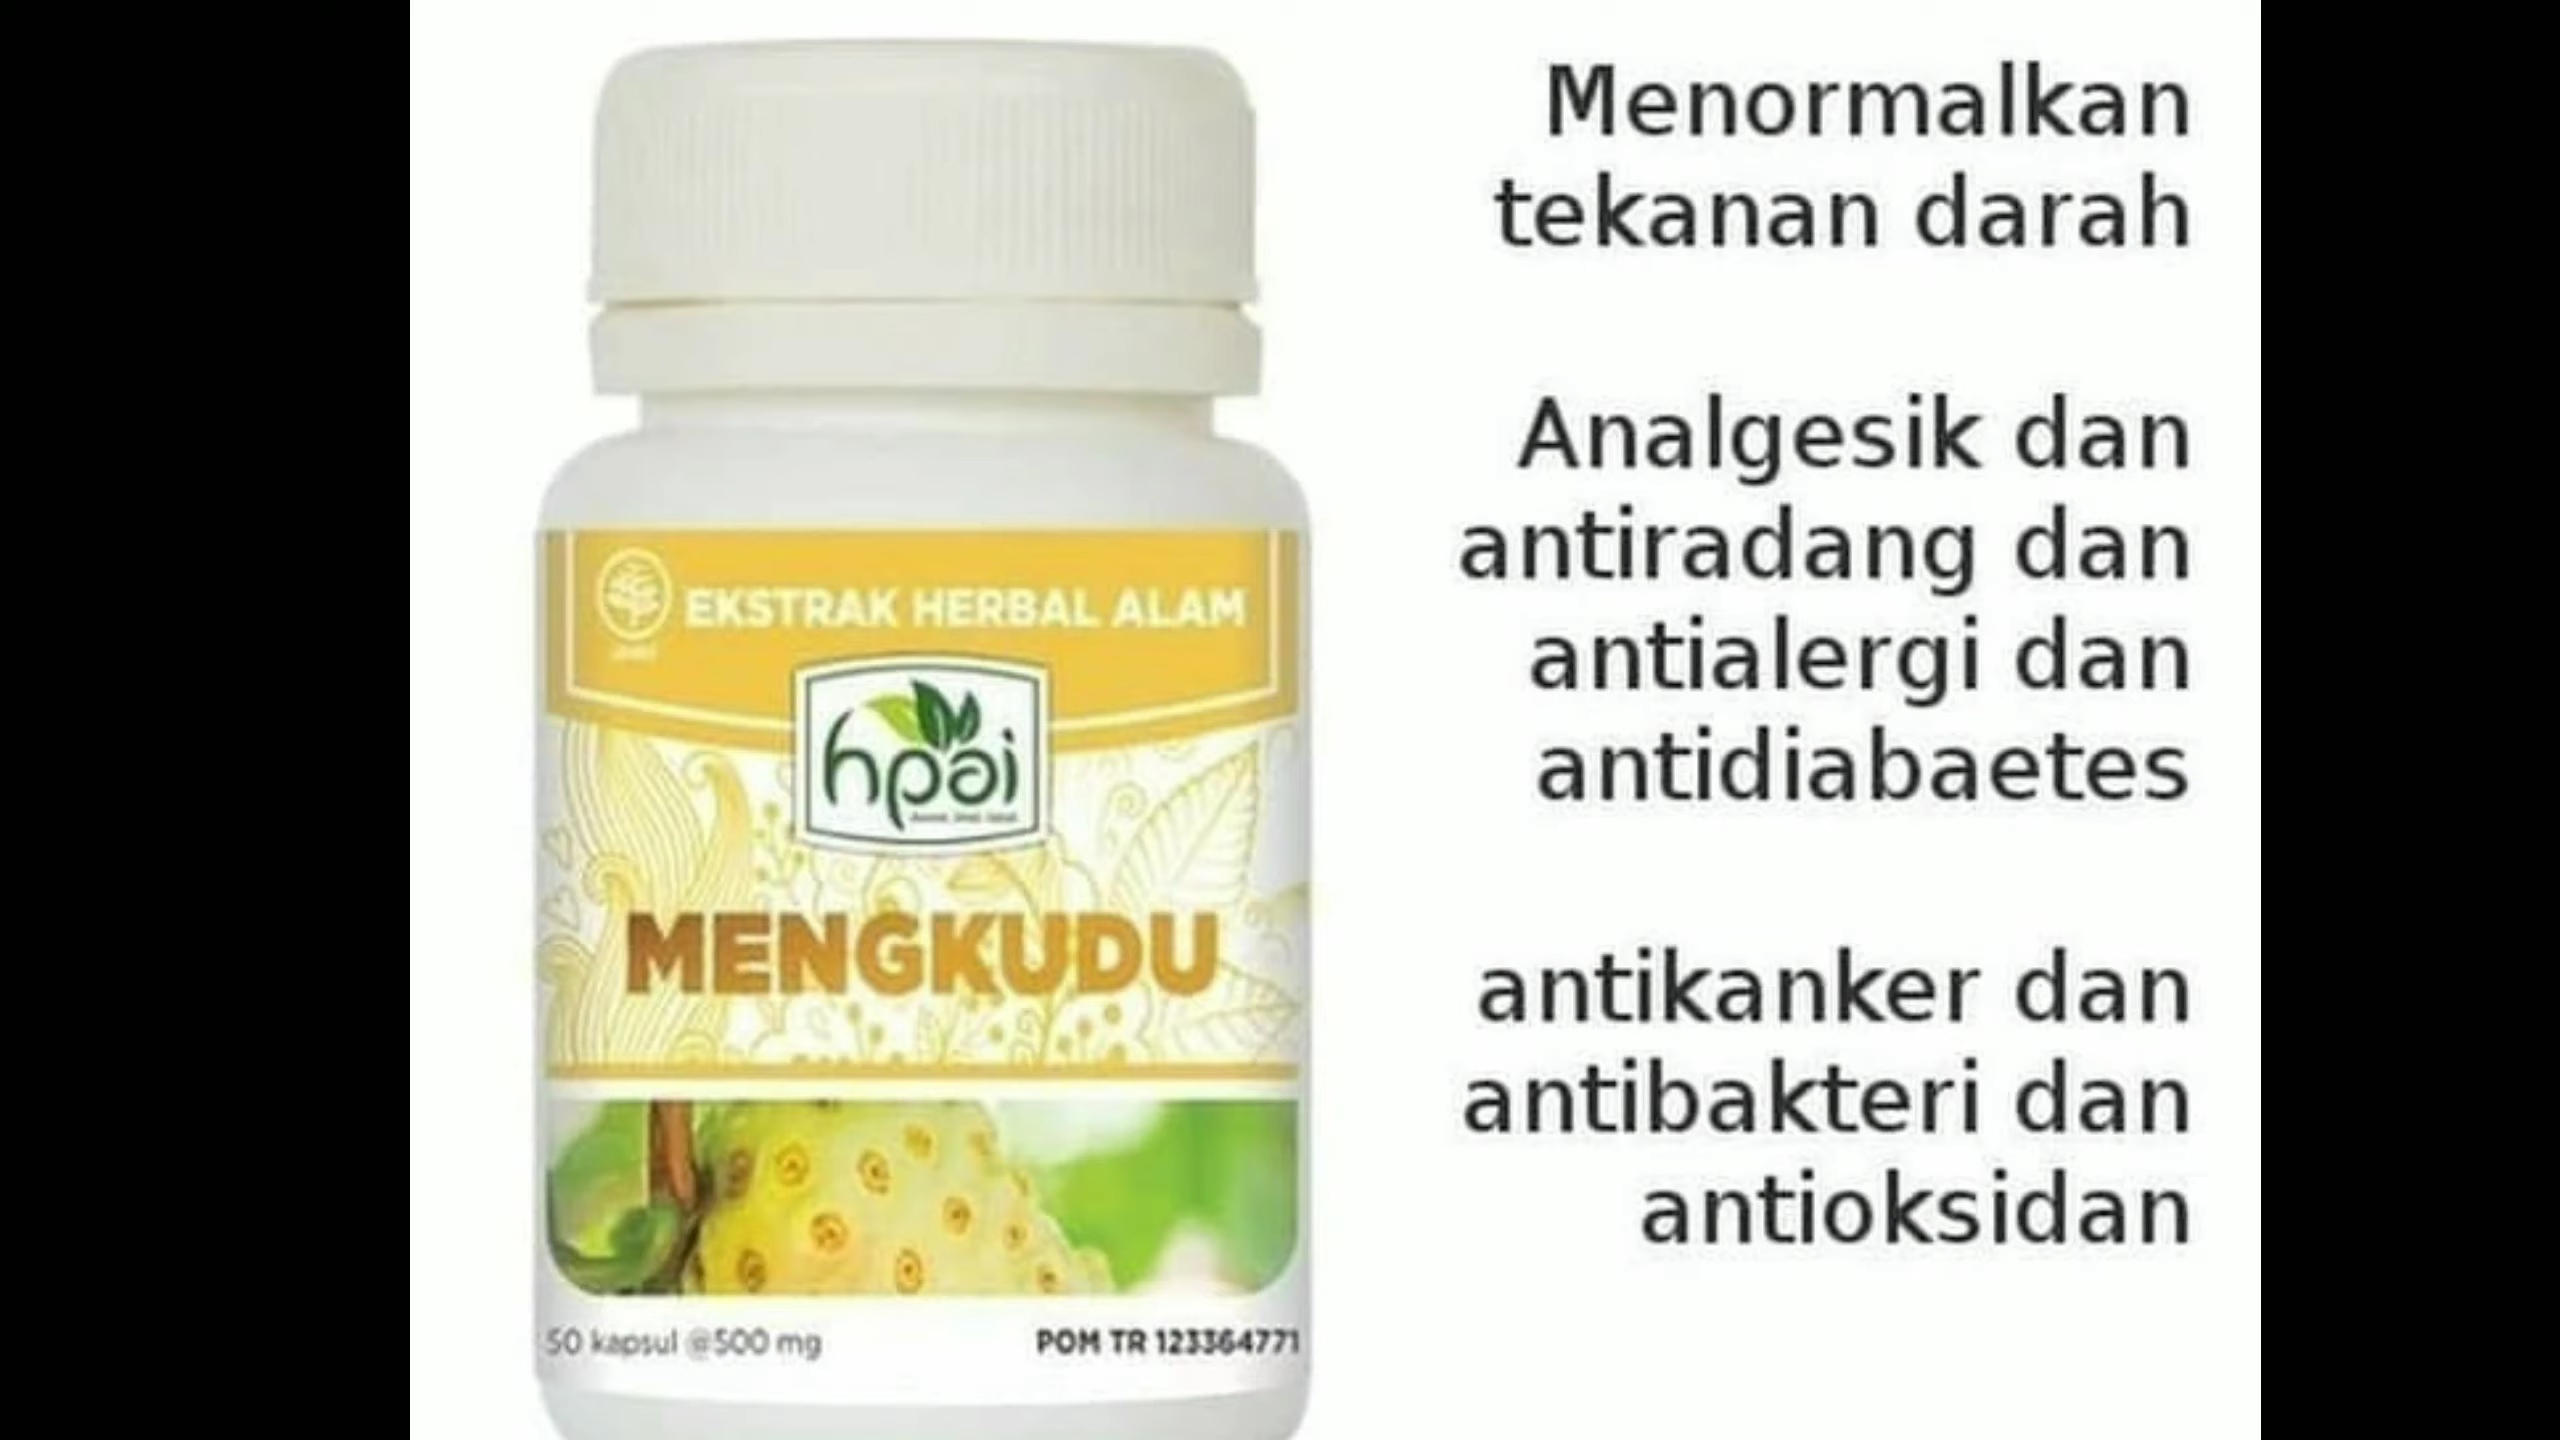 EKSTRAK HERBAL ALAM
hpai
MENGKUDU
50 kapsul @500 mg
POM TR 123364771
Menormalkan
tekanan darah
Analgesik dan
antiradang dan
antialergi dan
antidiabaetes
antikanker dan
antibakteri dan
antioksidan